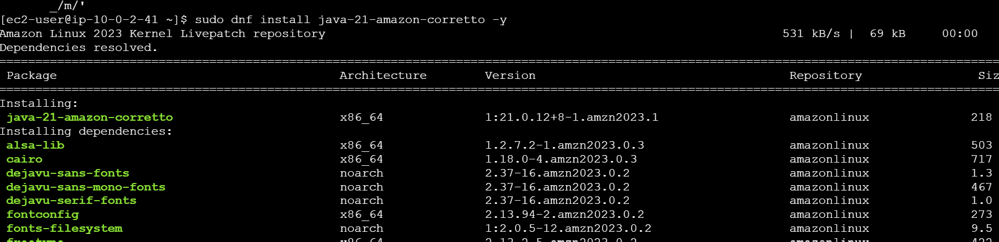 _/m/'
[ec2-user@ip-10-0-2-41 ~]$ sudo dnf install java-21-amazon-corretto -y
Amazon Linux 2023 Kernel Livepatch repository 531 kB/s | 69 kB 00:00
Dependencies resolved.
Package Architecture Version Repository Siz
Installing:
java-21-amazon-corretto x86_64 1:21.0.12+8-1.amzn2023.1 amazonlinux 218
Installing dependencies:
alsa-lib x86_64 1.2.7.2-1.amzn2023.0.3 amazonlinux 503
cairo x86_64 1.18.0-4.amzn2023.0.3 amazonlinux 717
dejavu-sans-fonts noarch 2.37-16.amzn2023.0.2 amazonlinux 1.3
dejavu-sans-mono-fonts noarch 2.37-16.amzn2023.0.2 amazonlinux 467
dejavu-serif-fonts noarch 2.37-16.amzn2023.0.2 amazonlinux 1.0
fontconfig x86_64 2.13.94-2.amzn2023.0.2 amazonlinux 273
fonts-filesystem noarch 1:2.0.5-12.amzn2023.0.2 amazonlinux 9.5